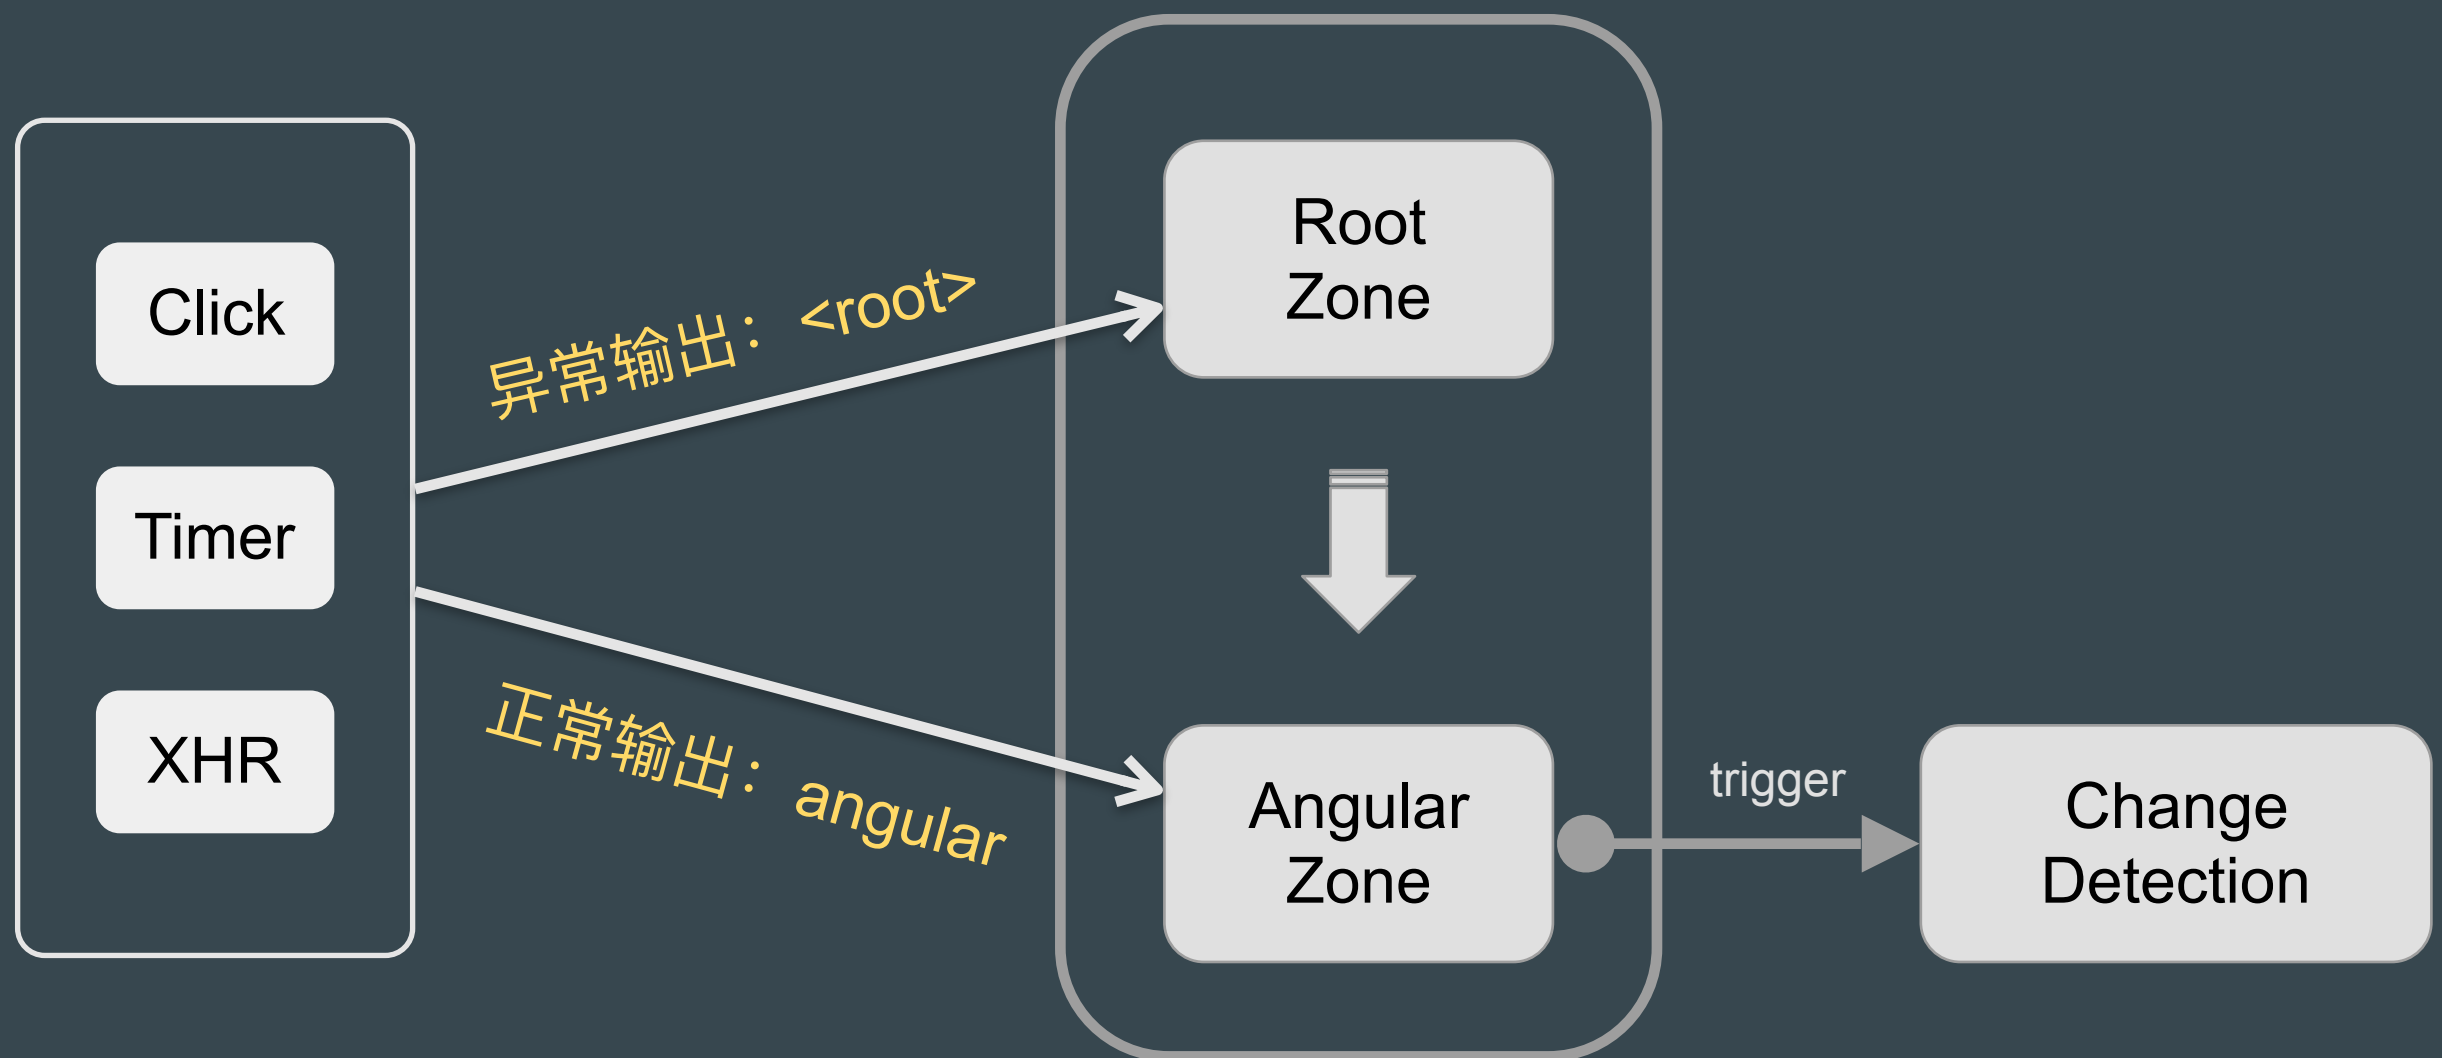 Click
Timer
XHR
异常输出：<root>
正常输出：angular
Root
Zone
Angular
Zone
trigger
Change
Detection